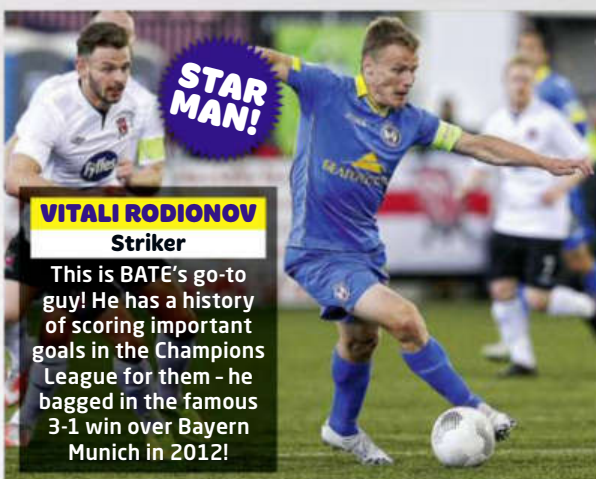 STAR
MAN!
VITALI RODIONOV
Striker
This is BATE's go-to
guy! He has a history
of scoring important
goals in the Champions
League for them – he
bagged in the famous
3-1 win over Bayern
Munich in 2012!
Fyffes